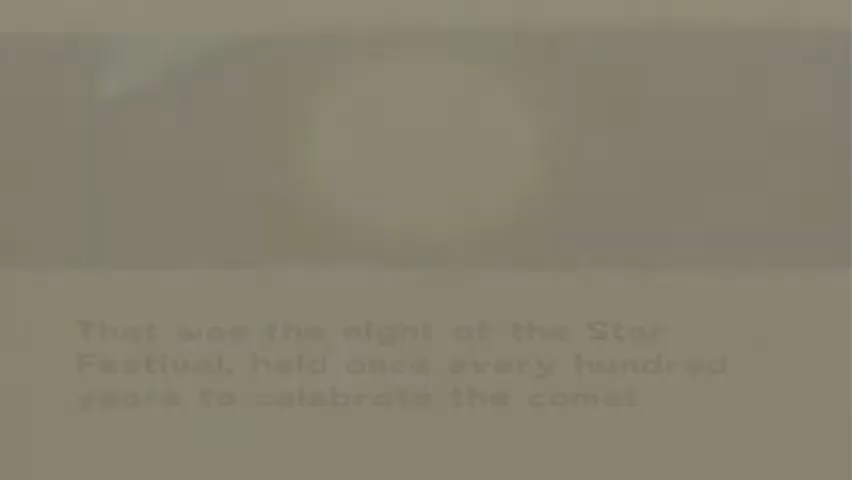 That was the night of the Star
Festival, held once every hundred
years to celebrate the comet